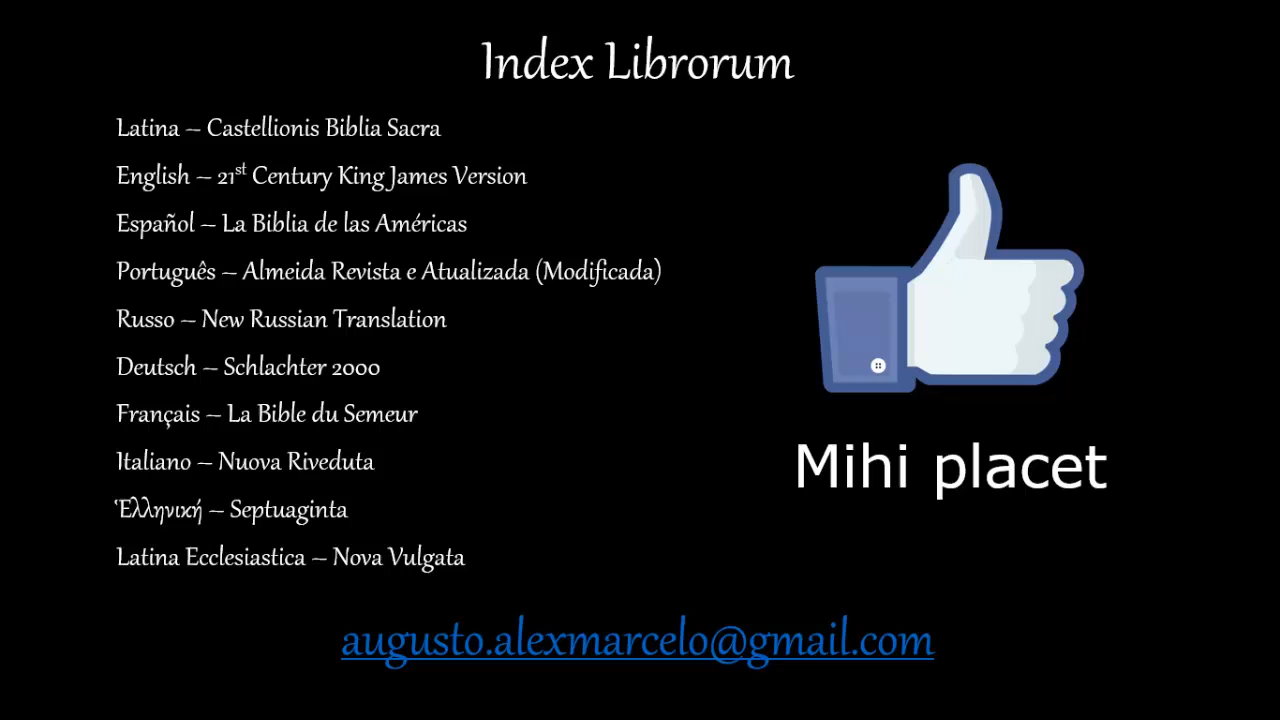 Index Librorum
Latina – Castellionis Biblia Sacra
English – 21st Century King James Version
Español – La Biblia de las Américas
Português – Almeida Revista e Atualizada (Modificada)
Russo – New Russian Translation
Deutsch – Schlachter 2000
Français – La Bible du Semeur
Italiano – Nuova Riveduta
Ἑλληνική – Septuaginta
Latina Ecclesiastica – Nova Vulgata
Mihi placet
augusto.alexmarcelo@gmail.com